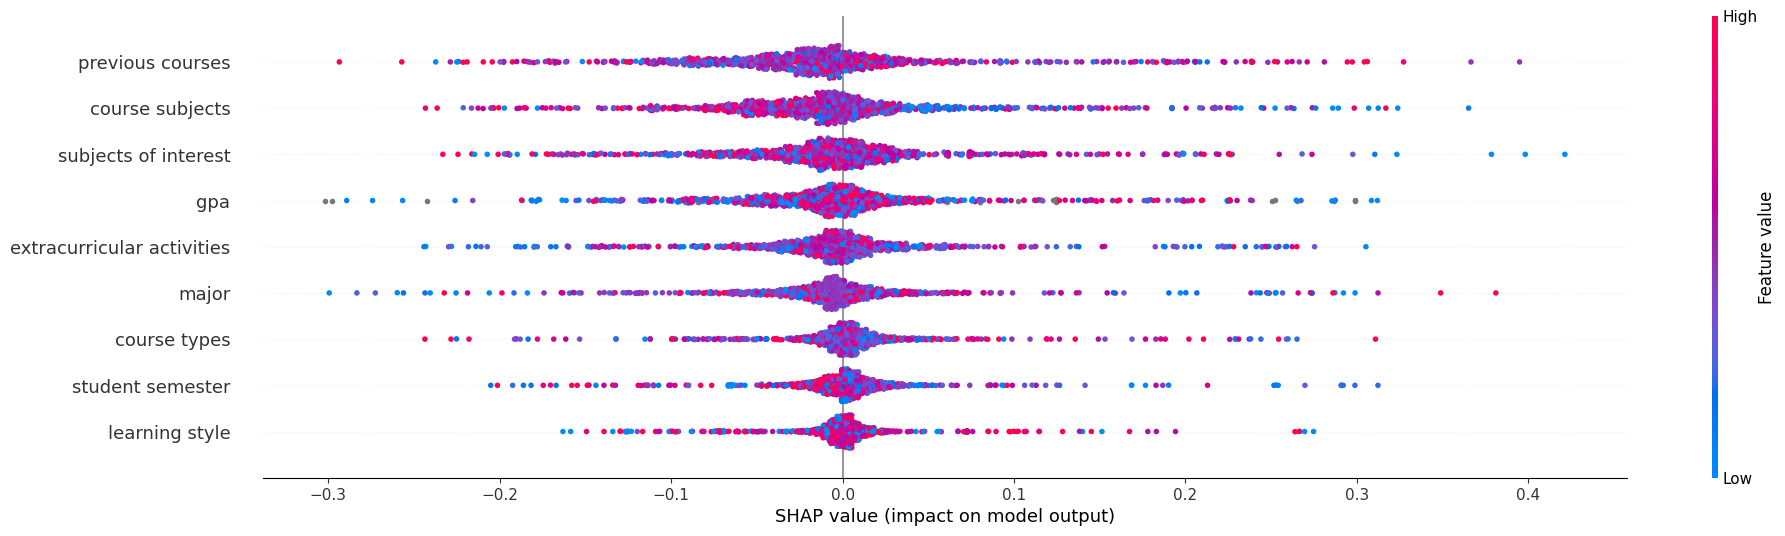 High
previous courses
course subjects
subjects of interest
gpa
extracurricular activities
major
course types
student semester
learning style
Feature value
Low
−0.3 −0.2 −0.1 0.0 0.1 0.2 0.3 0.4
SHAP value (impact on model output)